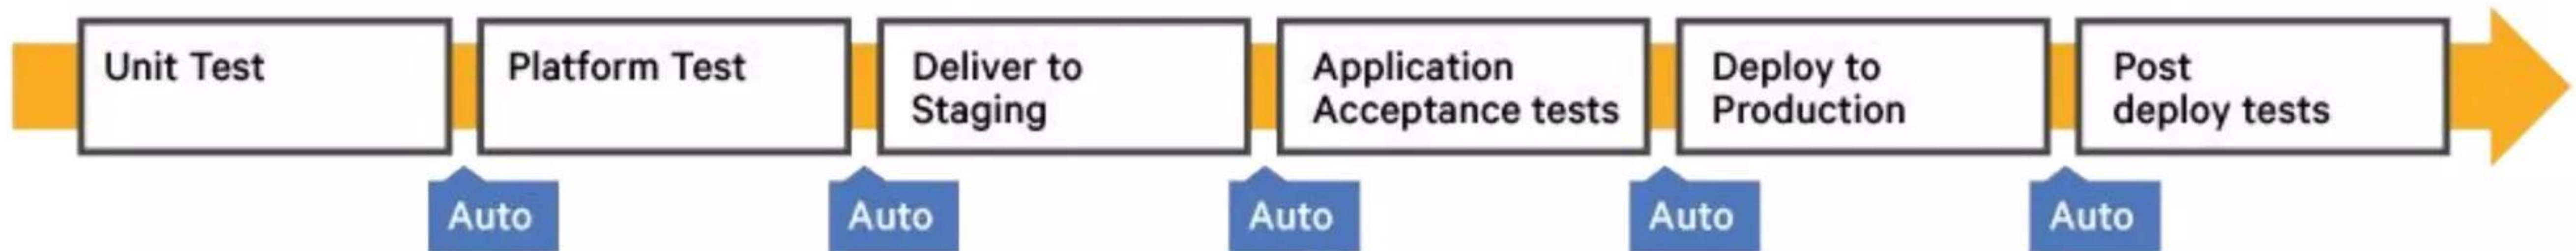 Unit Test
Platform Test
Deliver to
Staging
Application
Acceptance tests
Deploy to
Production
Post
deploy tests
Auto
Auto
Auto
Auto
Auto